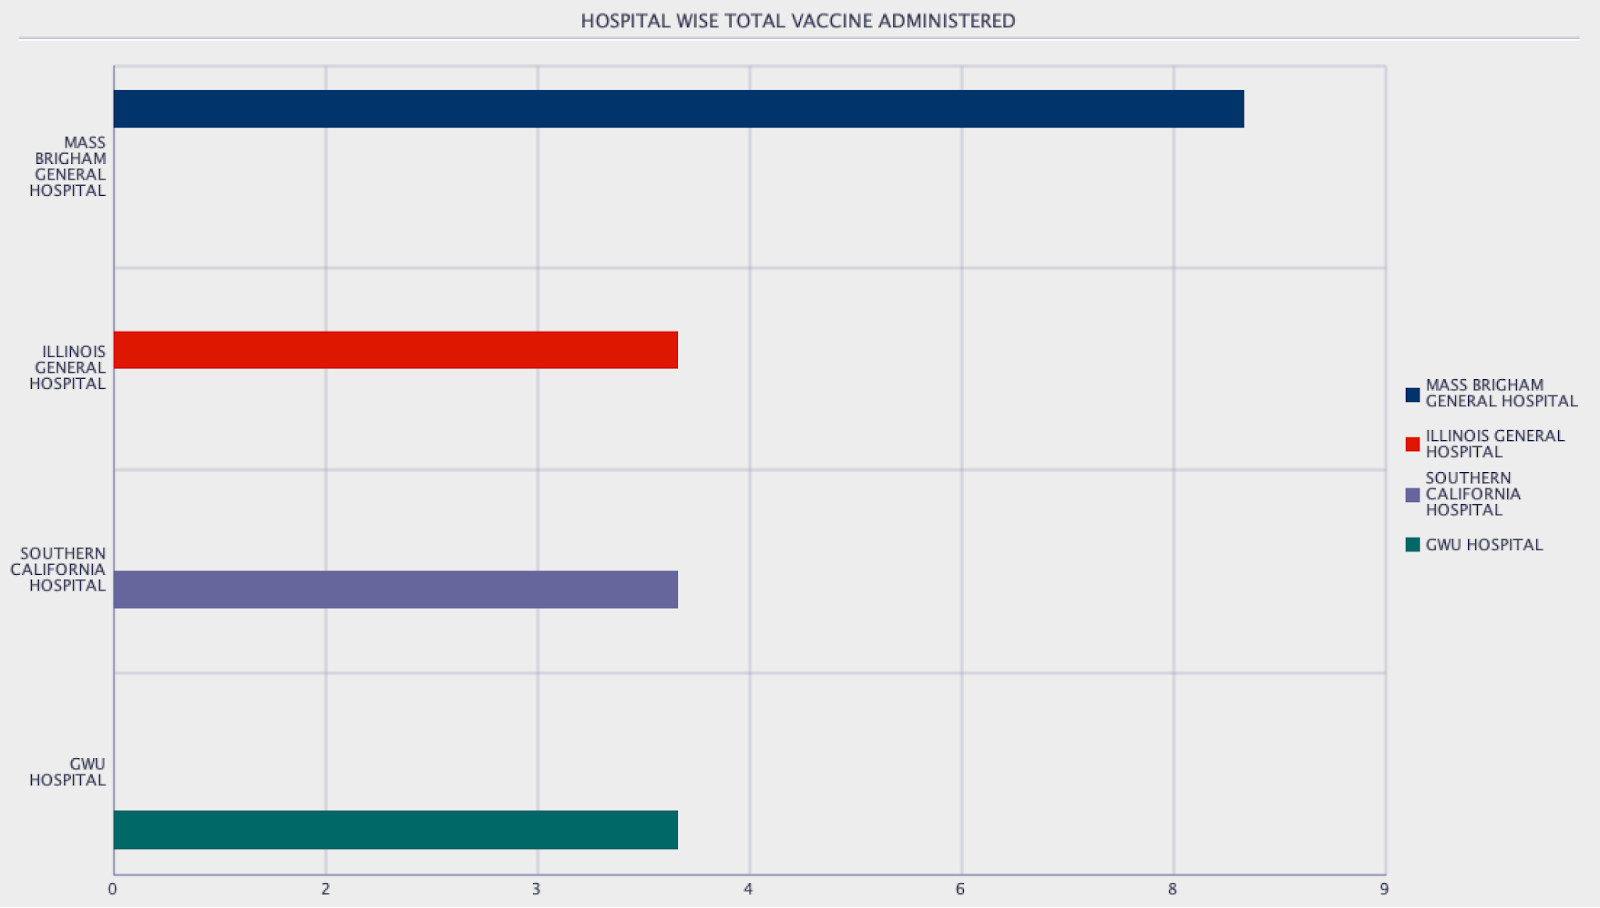 HOSPITAL WISE TOTAL VACCINE ADMINISTERED
MASS
BRIGHAM
GENERAL
HOSPITAL
ILLINOIS
GENERAL
HOSPITAL
SOUTHERN
CALIFORNIA
HOSPITAL
GWU
HOSPITAL
0 2 3 4 6 8 9
MASS BRIGHAM
GENERAL HOSPITAL
ILLINOIS GENERAL
HOSPITAL
SOUTHERN
CALIFORNIA
HOSPITAL
GWU HOSPITAL